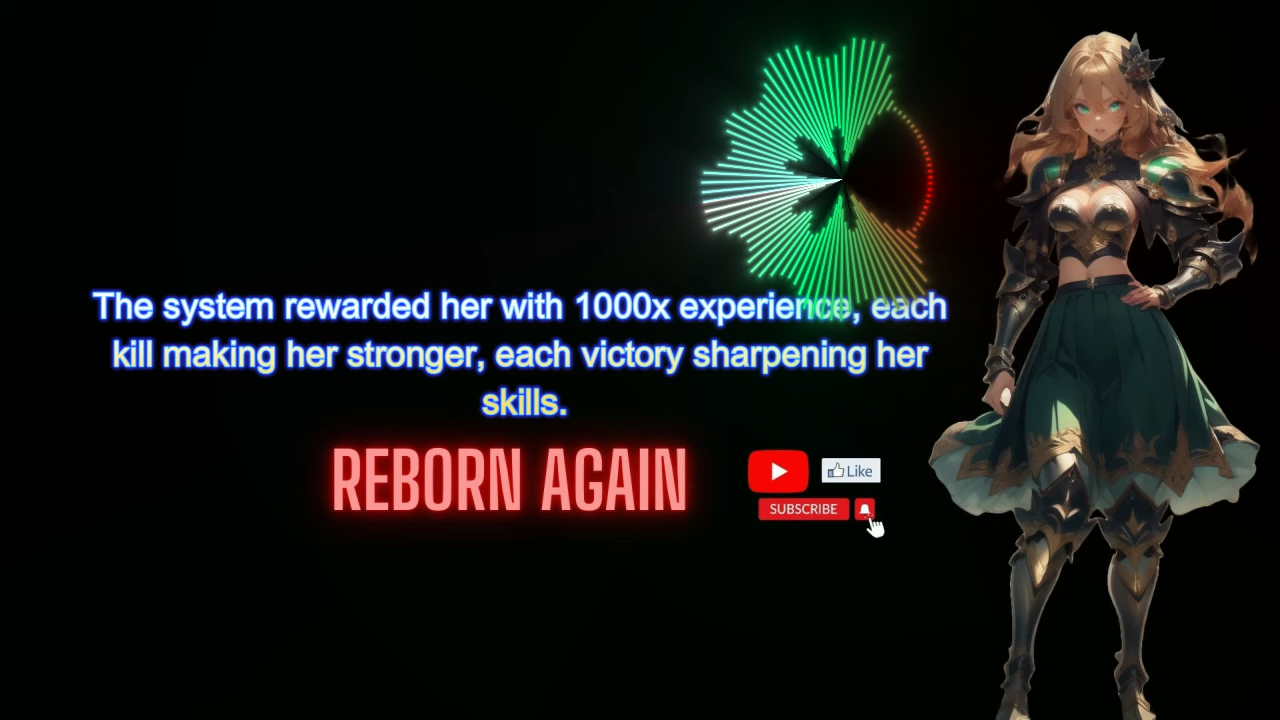 The system rewarded her with 1000x experience, each
kill making her stronger, each victory sharpening her
skills.
REBORN AGAIN
Like
SUBSCRIBE